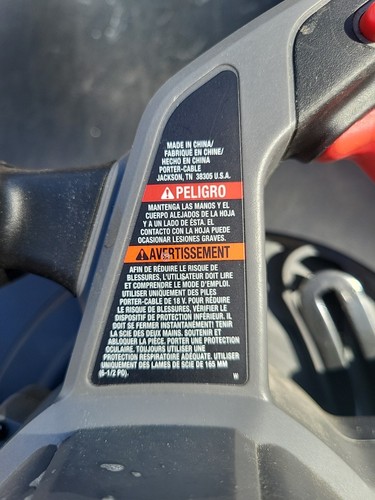 MADE IN CHINA/
FABRIQUÉ EN CHINE/
HECHO EN CHINA
PORTER-CABLE
JACKSON, TN 38305 U.S.A.
PELIGRO
MANTENGA LAS MANOS Y EL
CUERPO ALEJADOS DE LA HOJA
Y A UN LADO DE ÉSTA. EL
CONTACTO CON LA HOJA PUEDE
OCASIONAR LESIONES GRAVES.
AVERTISSEMENT
AFIN DE RÉDUIRE LE RISQUE DE
BLESSURES, L'UTILISATEUR DOIT LIRE
ET COMPRENDRE LE MODE D'EMPLOI.
UTILISER UNIQUEMENT DES PILES
PORTER-CABLE DE 18 V. POUR RÉDUIRE
LE RISQUE DE BLESSURES, VÉRIFIER LE
DISPOSITIF DE PROTECTION INFÉRIEUR. IL
DOIT SE FERMER INSTANTANÉMENT! TENIR
LA SCIE DES DEUX MAINS. SOUTENIR ET
ABLOQUER LA PIÈCE. PORTER UNE PROTECTION
OCULAIRE. TOUJOURS UTILISER UNE
PROTECTION RESPIRATOIRE ADÉQUATE. UTILISER
UNIQUEMENT DES LAMES DE SCIE DE 165 MM
(6-1/2 PO). W